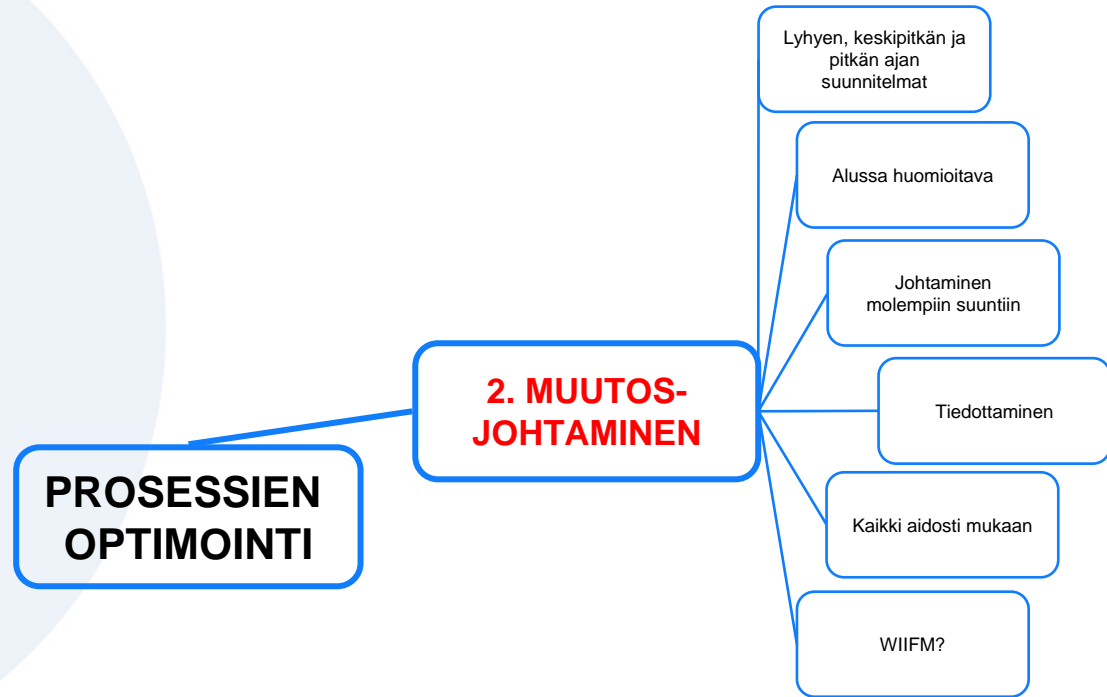 Lyhyen, keskipitkän ja
pitkän ajan
suunnitelmat
Alussa huomioitava
Johtaminen
molempiin suuntiin
2. MUUTOS-
JOHTAMINEN
Tiedottaminen
PROSESSIEN
OPTIMOINTI
Kaikki aidosti mukaan
WIIFM?